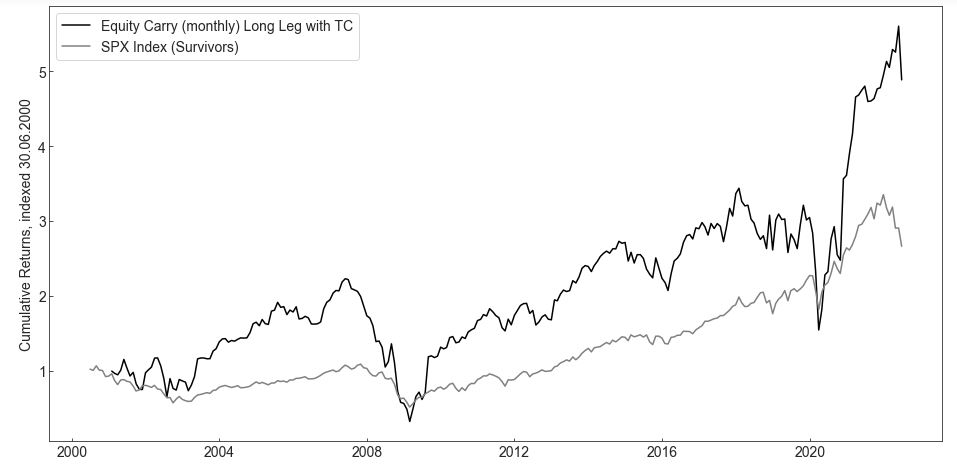 Equity Carry (monthly) Long Leg with TC
SPX Index (Survivors)
Cumulative Returns, indexed 30.06.2000
5
4
3
2
1
2000 2004 2008 2012 2016 2020